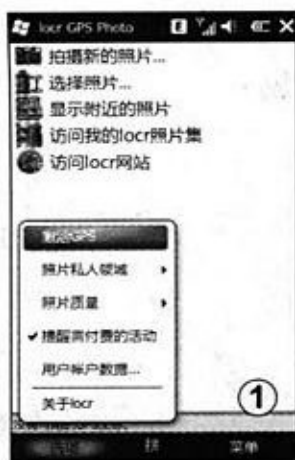 locr GPS Photo
拍摄新的照片...
选择照片...
显示附近的照片
访问我的locr照片集
访问locr网站
照片私人领域
照片质量
✓提醒需付费的活动
用户帐户数据...
关于locr
①
拼
菜单